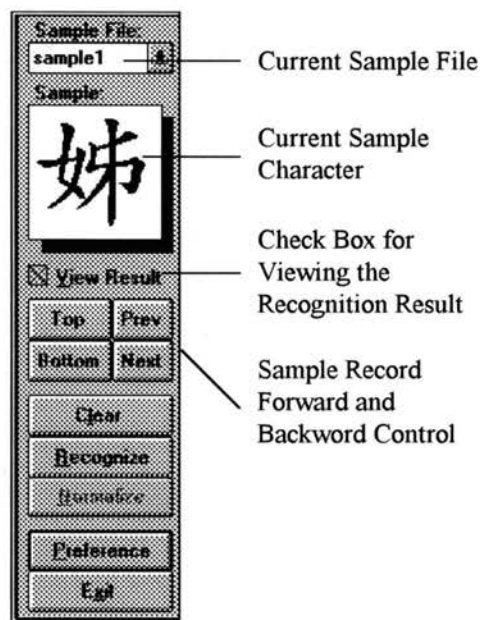 Sample File:
sample1
Current Sample File
Sample:
姊
Current Sample
Character
View Result
Check Box for
Viewing the
Recognition Result
Top Prev
Bottom Next
Sample Record
Forward and
Backword Control
Clear
Recognize
Normalize
Preference
Exit